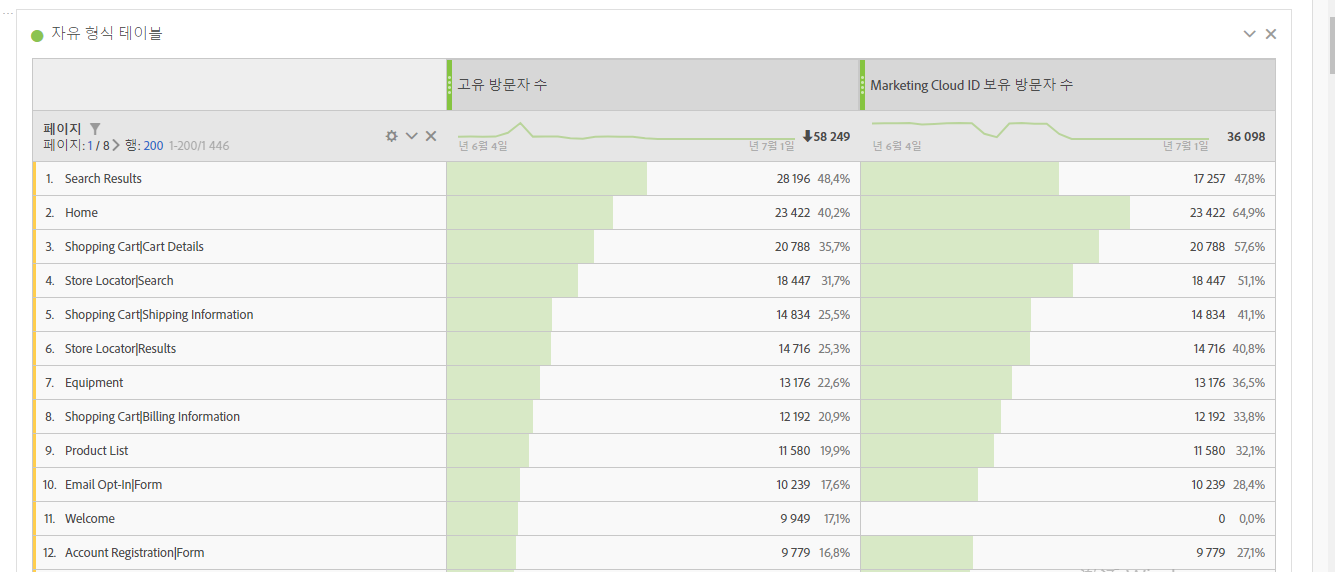 자유 형식 테이블
고유 방문자 수 Marketing Cloud ID 보유 방문자 수
페이지
페이지: 1 / 8 행: 200 1-200/1 446
58 249 36 098
년 6월 4일 년 7월 1일 년 6월 4일 년 7월 1일
1. Search Results 28 196 48,4% 17 257 47,8%
2. Home 23 422 40,2% 23 422 64,9%
3. Shopping Cart|Cart Details 20 788 35,7% 20 788 57,6%
4. Store Locator|Search 18 447 31,7% 18 447 51,1%
5. Shopping Cart|Shipping Information 14 834 25,5% 14 834 41,1%
6. Store Locator|Results 14 716 25,3% 14 716 40,8%
7. Equipment 13 176 22,6% 13 176 36,5%
8. Shopping Cart|Billing Information 12 192 20,9% 12 192 33,8%
9. Product List 11 580 19,9% 11 580 32,1%
10. Email Opt-In|Form 10 239 17,6% 10 239 28,4%
11. Welcome 9 949 17,1% 0 0,0%
12. Account Registration|Form 9 779 16,8% 9 779 27,1%